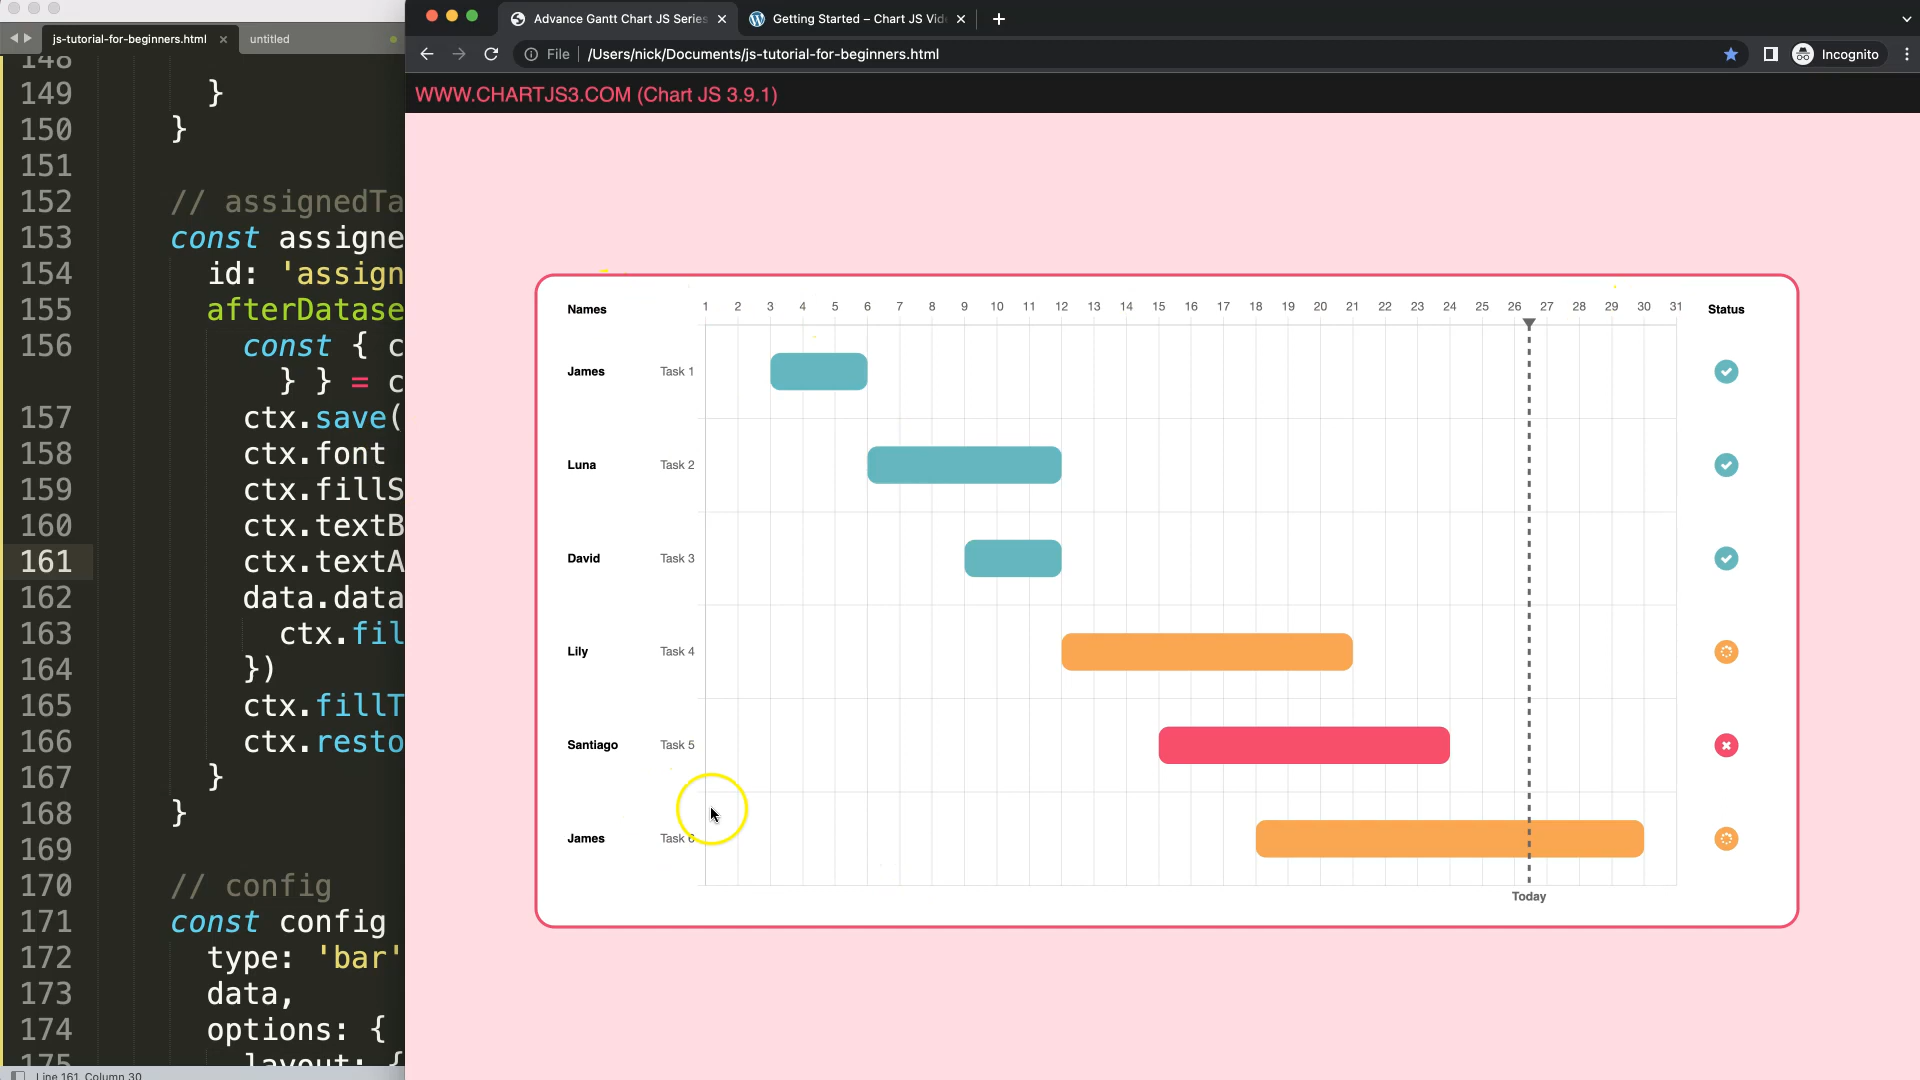 js-tutorial-for-beginners.html
untitled
149 }
150 }
151
152 // assignedTa
153 const assigne
154 id: 'assign
155 afterDatase
156 const { c
} } = c
157 ctx.save(
158 ctx.font
159 ctx.fillS
160 ctx.textB
161 ctx.textA
162 data.data
163 ctx.fil
164 })
165 ctx.fillT
166 ctx.resto
167 }
168 }
169
170 // config
171 const config
172 type: 'bar'
173 data,
174 options: {
175 layout: {
Line 161, Column 30
Advance Gantt Chart JS Series
Getting Started – Chart JS Vid
File /Users/nick/Documents/js-tutorial-for-beginners.html
Incognito
WWW.CHARTJS3.COM (Chart JS 3.9.1)
Names 1 2 3 4 5 6 7 8 9 10 11 12 13 14 15 16 17 18 19 20 21 22 23 24 25 26 27 28 29 30 31 Status
James Task 1
Luna Task 2
David Task 3
Lily Task 4
Santiago Task 5
James Task 6
Today